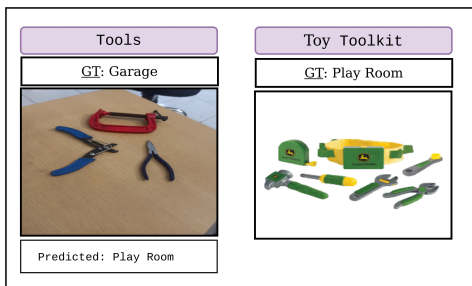 Tools
GT: Garage
Predicted: Play Room
Toy Toolkit
GT: Play Room